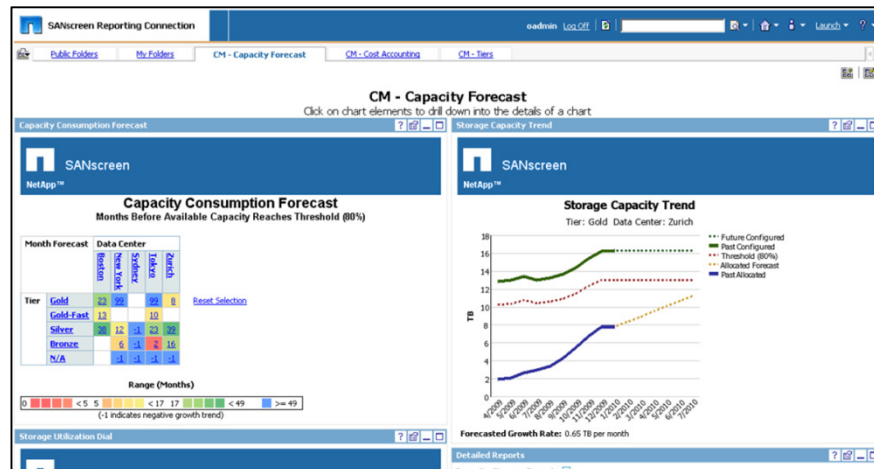 SANscreen Reporting Connection
oadmin Log Off
Launch
Public Folders My Folders CM - Capacity Forecast CM - Cost Accounting CM - Tiers
CM - Capacity Forecast
Click on chart elements to drill down into the details of a chart
Capacity Consumption Forecast
SANscreen
NetApp™
Capacity Consumption Forecast
Months Before Available Capacity Reaches Threshold (80%)
Month Forecast Data Center
Boston New York Sydney Tokyo Zurich
Tier Gold 23 99 99 8 Reset Selection
Gold-Fast 13 10
Silver 38 12 -1 23 39
Bronze 6 -1 2 16
N/A -1 -1 -1 -1
Range (Months)
0 < 5 5 < 17 17 < 49 >= 49
(-1 indicates negative growth trend)
Storage Utilization Dial
Storage Capacity Trend
SANscreen
NetApp™
Storage Capacity Trend
Tier: Gold Data Center: Zurich
18
16
14
12
10
8
6
4
2
0
TB
4/2009 5/2009 6/2009 7/2009 8/2009 9/2009 10/2009 11/2009 12/2009 1/2010 2/2010 3/2010 4/2010 5/2010 6/2010 7/2010
Future Configured
Past Configured
Threshold (80%)
Allocated Forecast
Past Allocated
Forecasted Growth Rate: 0.65 TB per month
Detailed Reports